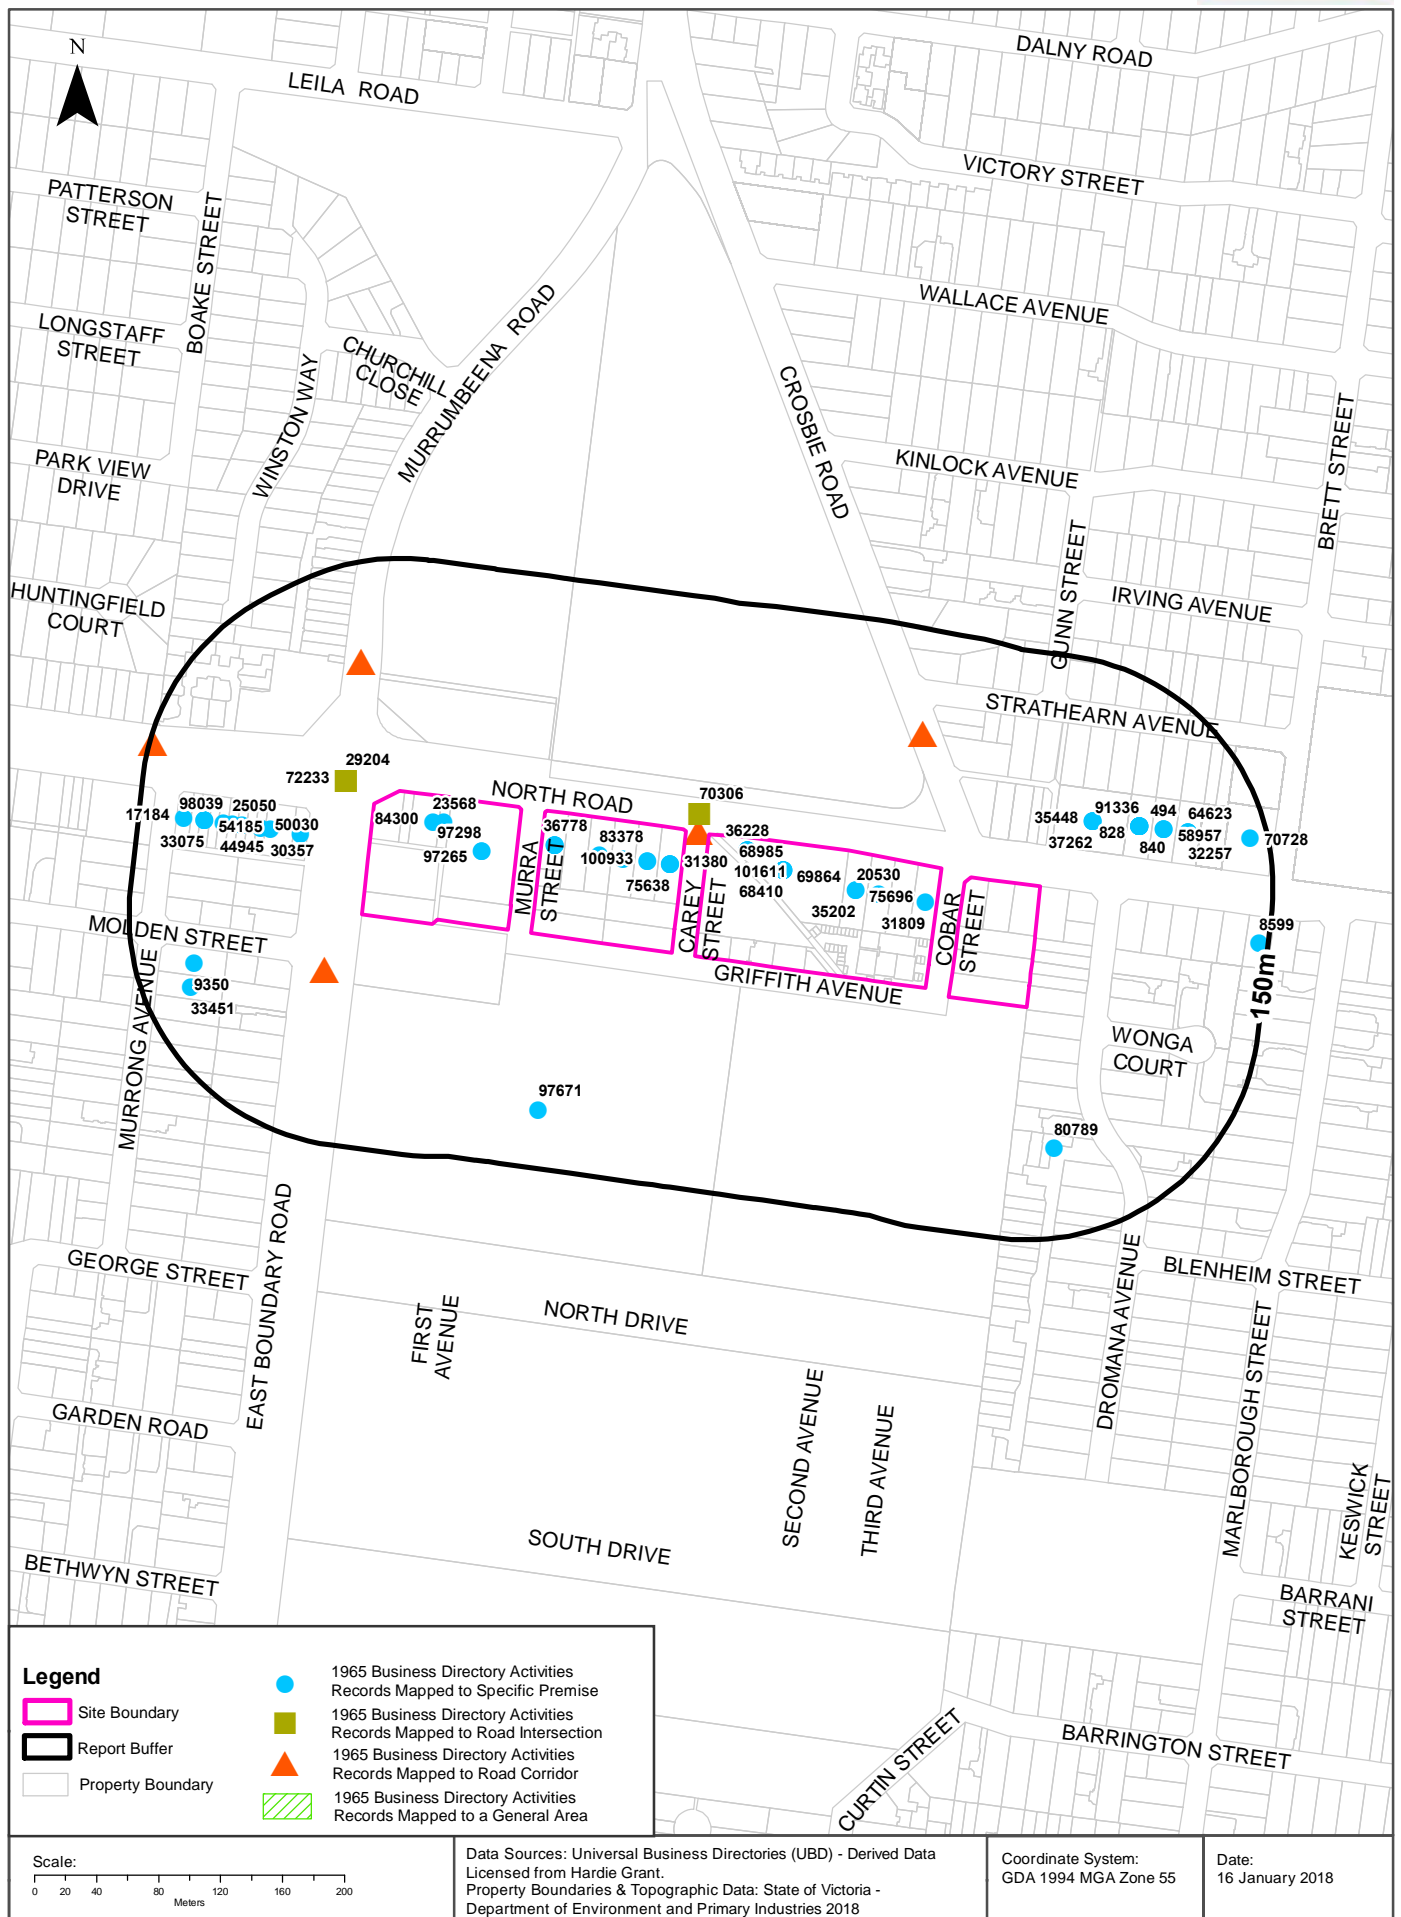 DALNY ROAD
N
LEILA ROAD
VICTORY STREET
PATTERSON
STREET
BOAKE STREET
WALLACE AVENUE
MURRUMBEENA ROAD
LONGSTAFF
STREET
CHURCHILL
CLOSE
WINSTON WAY
CROSBIE ROAD
BRETT STREET
KINLOCK AVENUE
PARK VIEW
DRIVE
GUNN STREET
HUNTINGFIELD
COURT
IRVING AVENUE
STRATHEARN AVENUE
29204
72233
NORTH ROAD
70306
17184
98039
25050
54185
50030
33075
44945
30357
84300
23568
97298
97265
36778
83378
100933
75638
31380
36228
68985
101611
68410
69864
20530
75696
35202
31809
35448
91336
494
64623
37262
828
840
58957
32257
70728
MURRA
STREET
CAREY
STREET
COBAR
STREET
8599
150m
MOLDEN STREET
9350
33451
MURRONG AVENUE
GRIFFITH AVENUE
WONGA
COURT
97671
80789
EAST BOUNDARY ROAD
GEORGE STREET
FIRST
AVENUE
NORTH DRIVE
DROMANA AVENUE
BLENHEIM STREET
MARLBOROUGH STREET
GARDEN ROAD
SECOND AVENUE
THIRD AVENUE
KESWICK
STREET
SOUTH DRIVE
BETHWYN STREET
BARRANI
STREET
CURTIN STREET
BARRINGTON STREET
Legend
Site Boundary
Report Buffer
Property Boundary
1965 Business Directory Activities
Records Mapped to Specific Premise
1965 Business Directory Activities
Records Mapped to Road Intersection
1965 Business Directory Activities
Records Mapped to Road Corridor
1965 Business Directory Activities
Records Mapped to a General Area
Scale:
0 20 40 80 120 160 200
Meters
Data Sources: Universal Business Directories (UBD) - Derived Data
Licensed from Hardie Grant.
Property Boundaries & Topographic Data: State of Victoria -
Department of Environment and Primary Industries 2018
Coordinate System:
GDA 1994 MGA Zone 55
Date:
16 January 2018